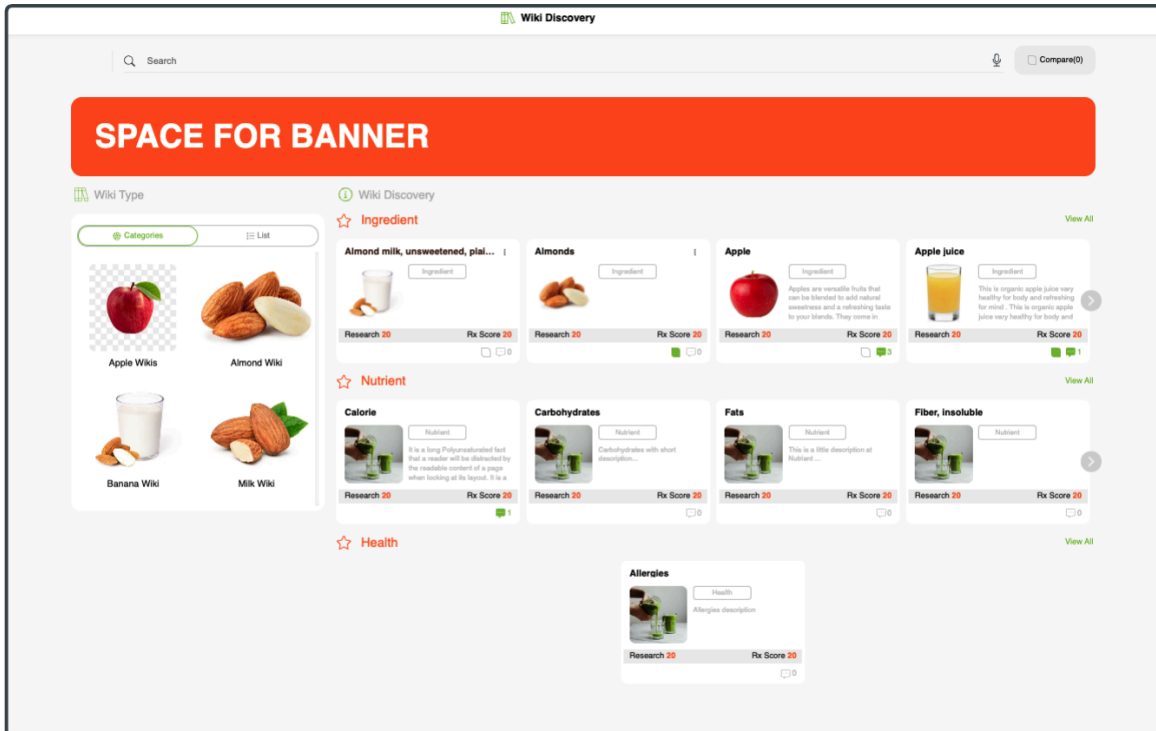 Wiki Discovery
Search
Compare(0)
SPACE FOR BANNER
Wiki Type
Categories
List
Apple Wikis
Almond Wiki
Banana Wiki
Milk Wiki
Wiki Discovery
Ingredient
View All
Almond milk, unsweetened, plai...
Ingredient
Research 20
Rx Score 20
0
Almonds
Ingredient
Research 20
Rx Score 20
0
Apple
Ingredient
Apples are versatile fruits that
can be blended to add natural
sweetness and a refreshing taste
to your blends. They come in
Research 20
Rx Score 20
3
Apple juice
Ingredient
This is organic apple juice very
healthy for body and refreshing
for mind . This is organic apple
juice very healthy for body and
Research 20
Rx Score 20
1
Nutrient
View All
Calorie
Nutrient
It is a long Polyunsaturated fact
that a reader will be distracted by
the readable content of a page
when looking at its layout. It is a
Research 20
Rx Score 20
1
Carbohydrates
Nutrient
Carbohydrates with short
description...
Research 20
Rx Score 20
0
Fats
Nutrient
This is a little description at
Nutrient ...
Research 20
Rx Score 20
0
Fiber, insoluble
Nutrient
Research 20
Rx Score 20
0
Health
View All
Allergies
Health
Allergies description
Research 20
Rx Score 20
0